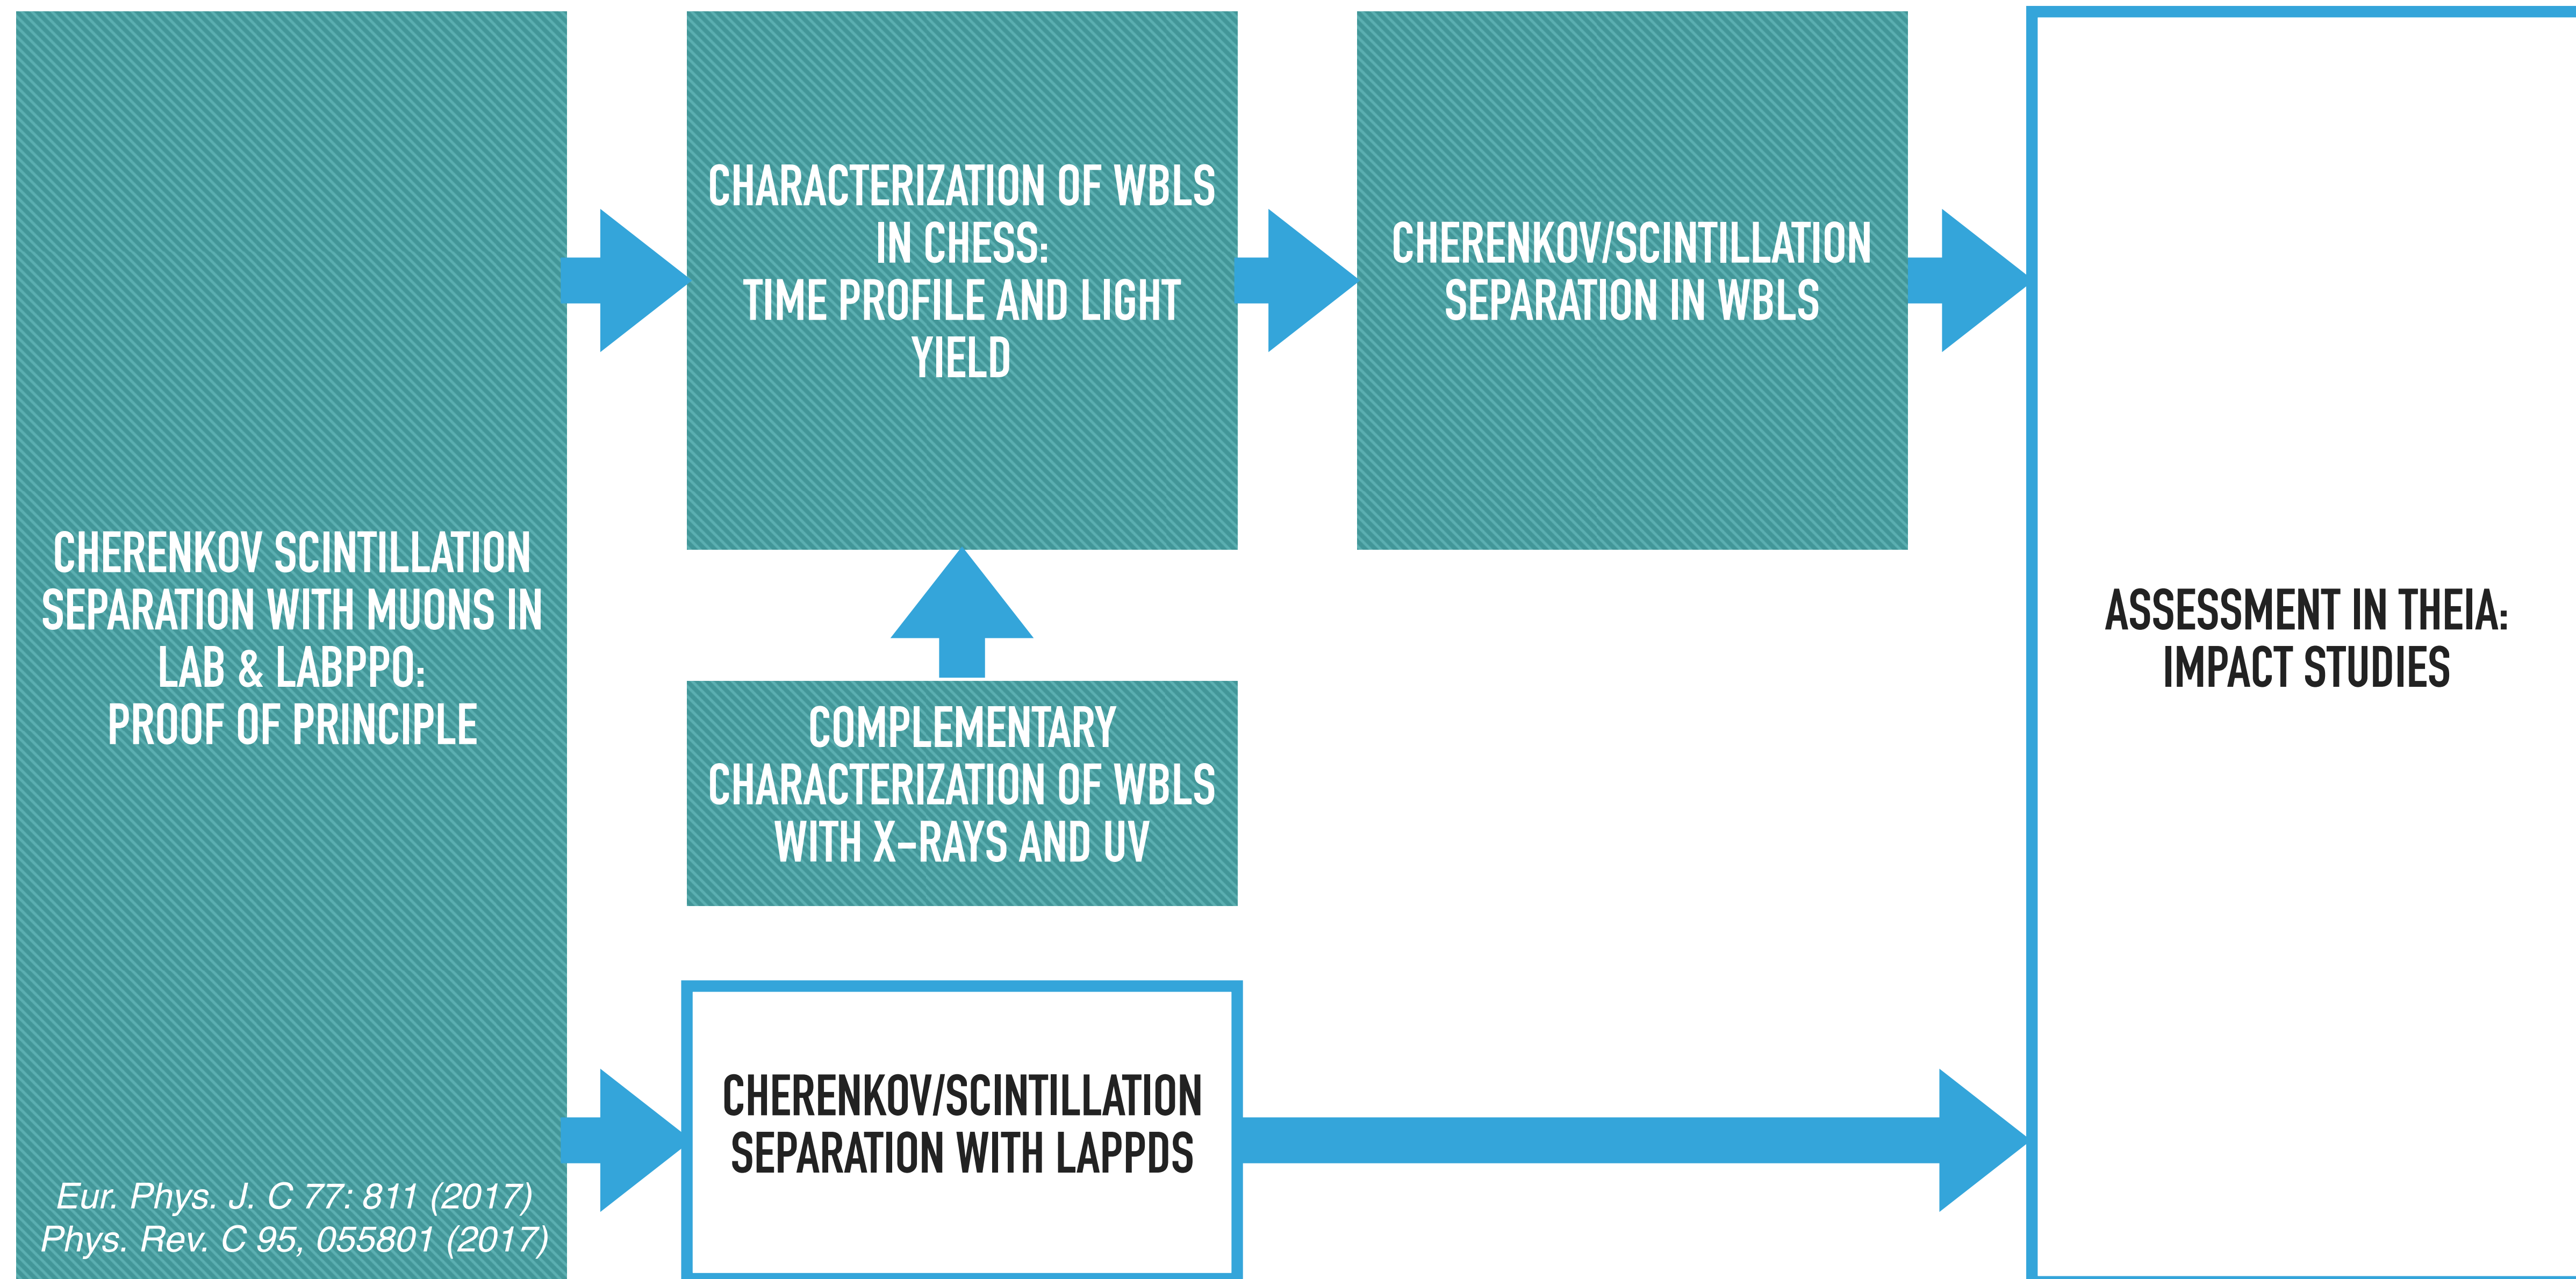 CHERENKOV SCINTILLATION
SEPARATION WITH MUONS IN
LAB & LABPPO:
PROOF OF PRINCIPLE
Eur. Phys. J. C 77: 811 (2017)
Phys. Rev. C 95, 055801 (2017)
CHARACTERIZATION OF WBLS
IN CHESS:
TIME PROFILE AND LIGHT
YIELD
COMPLEMENTARY
CHARACTERIZATION OF WBLS
WITH X-RAYS AND UV
CHERENKOV/SCINTILLATION
SEPARATION WITH LAPPDS
CHERENKOV/SCINTILLATION
SEPARATION IN WBLS
ASSESSMENT IN THEIA:
IMPACT STUDIES